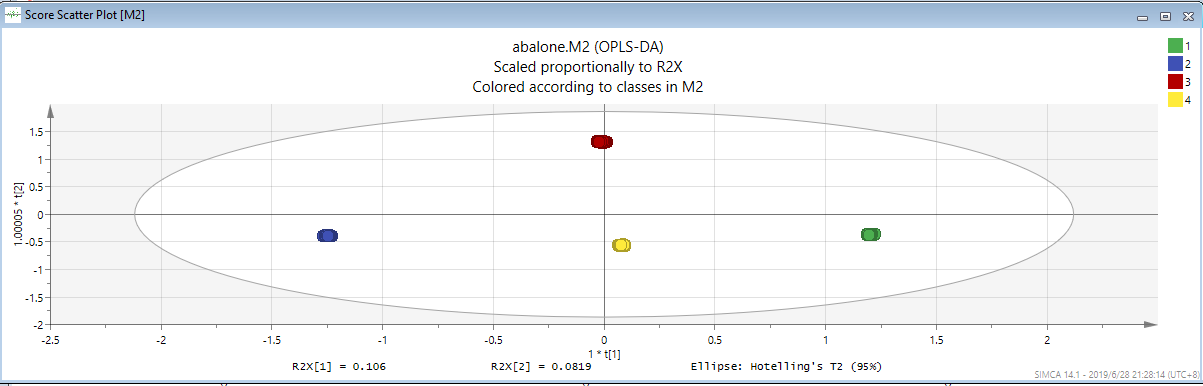 Score Scatter Plot [M2]
abalone.M2 (OPLS-DA)
Scaled proportionally to R2X
Colored according to classes in M2
1
2
3
4
1.00005 * t[2]
1.5
1
0.5
0
-0.5
-1
-1.5
-2
-2.5 -2 -1.5 -1 -0.5 0 0.5 1 1.5 2
1 * t[1]
R2X[1] = 0.106 R2X[2] = 0.0819 Ellipse: Hotelling's T2 (95%)
SIMCA 14.1 - 2019/6/28 21:28:14 (UTC+8)